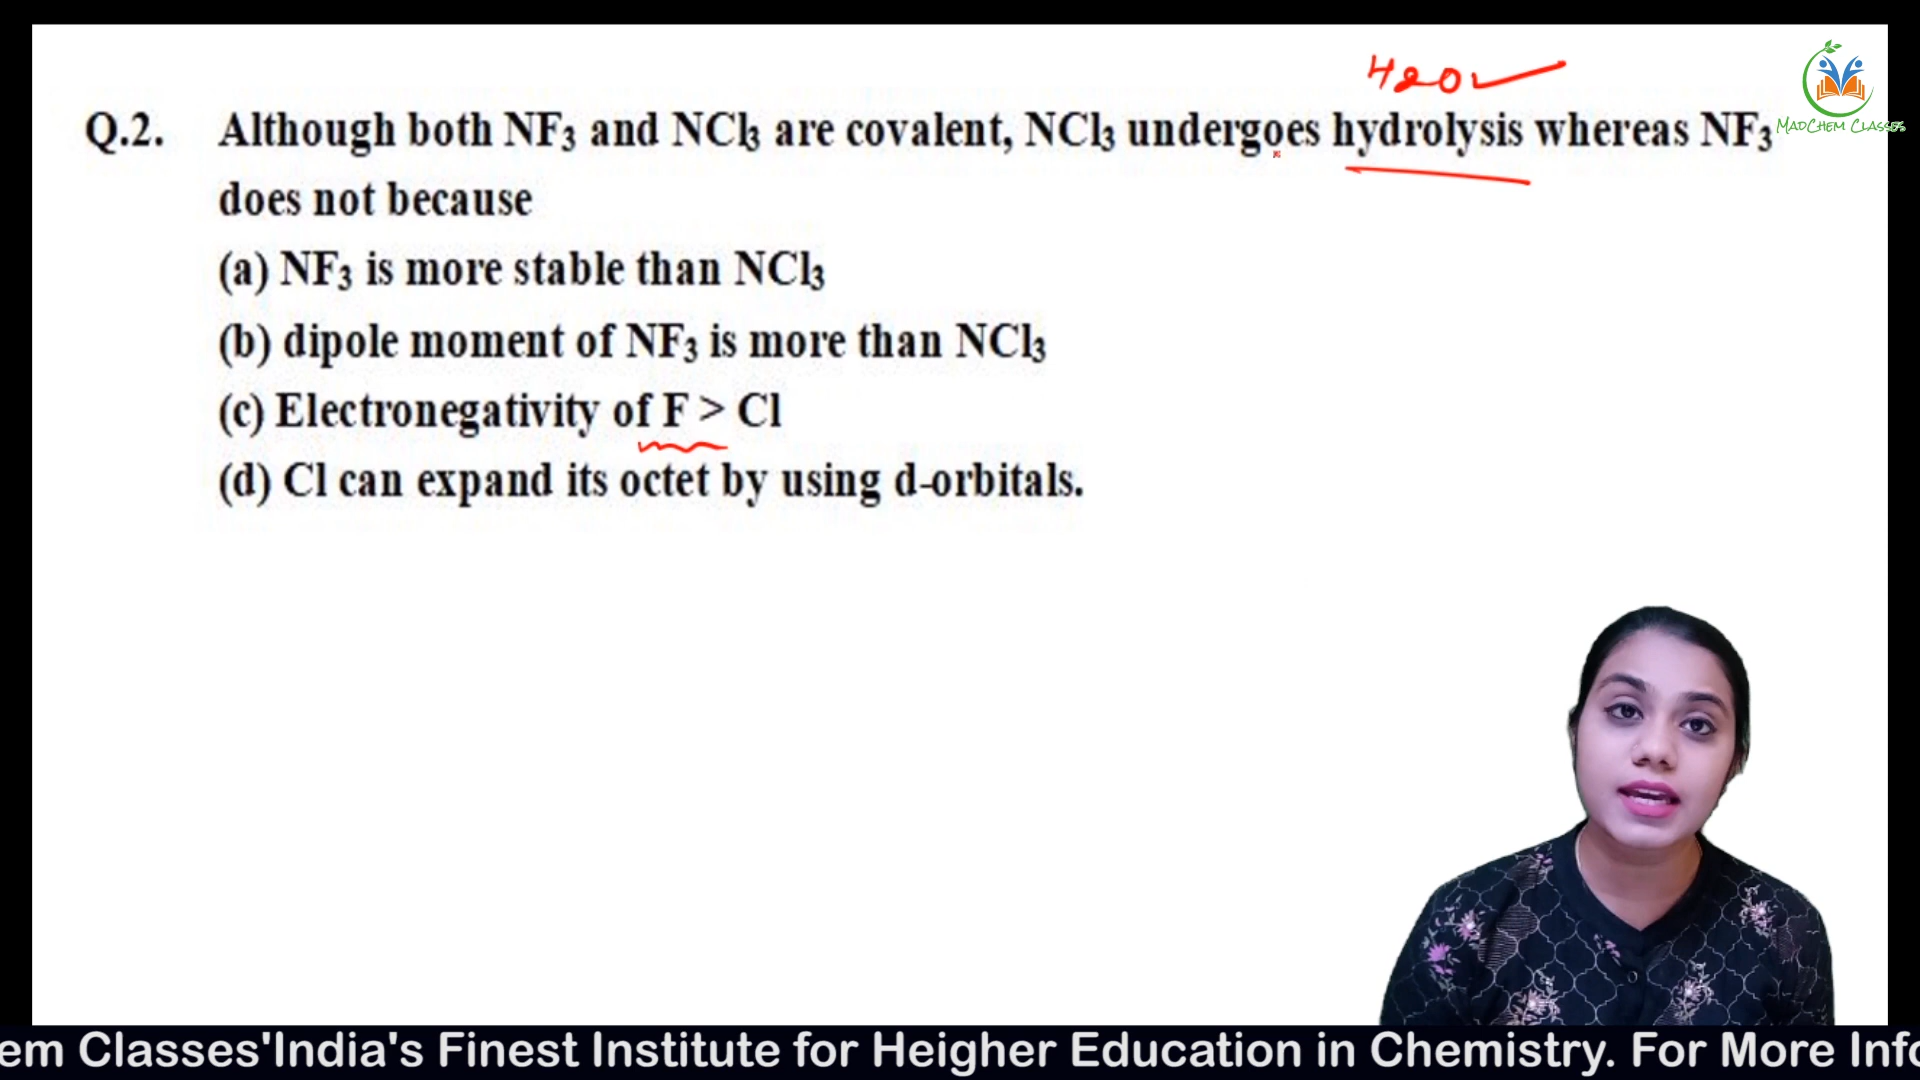 H2O
Q.2. Although both NF₃ and NCl₃ are covalent, NCl₃ undergoes hydrolysis whereas NF₃
does not because
(a) NF₃ is more stable than NCl₃
(b) dipole moment of NF₃ is more than NCl₃
(c) Electronegativity of F > Cl
(d) Cl can expand its octet by using d-orbitals.
MADCHEM CLASSES
em Classes'India's Finest Institute for Heigher Education in Chemistry. For More Info